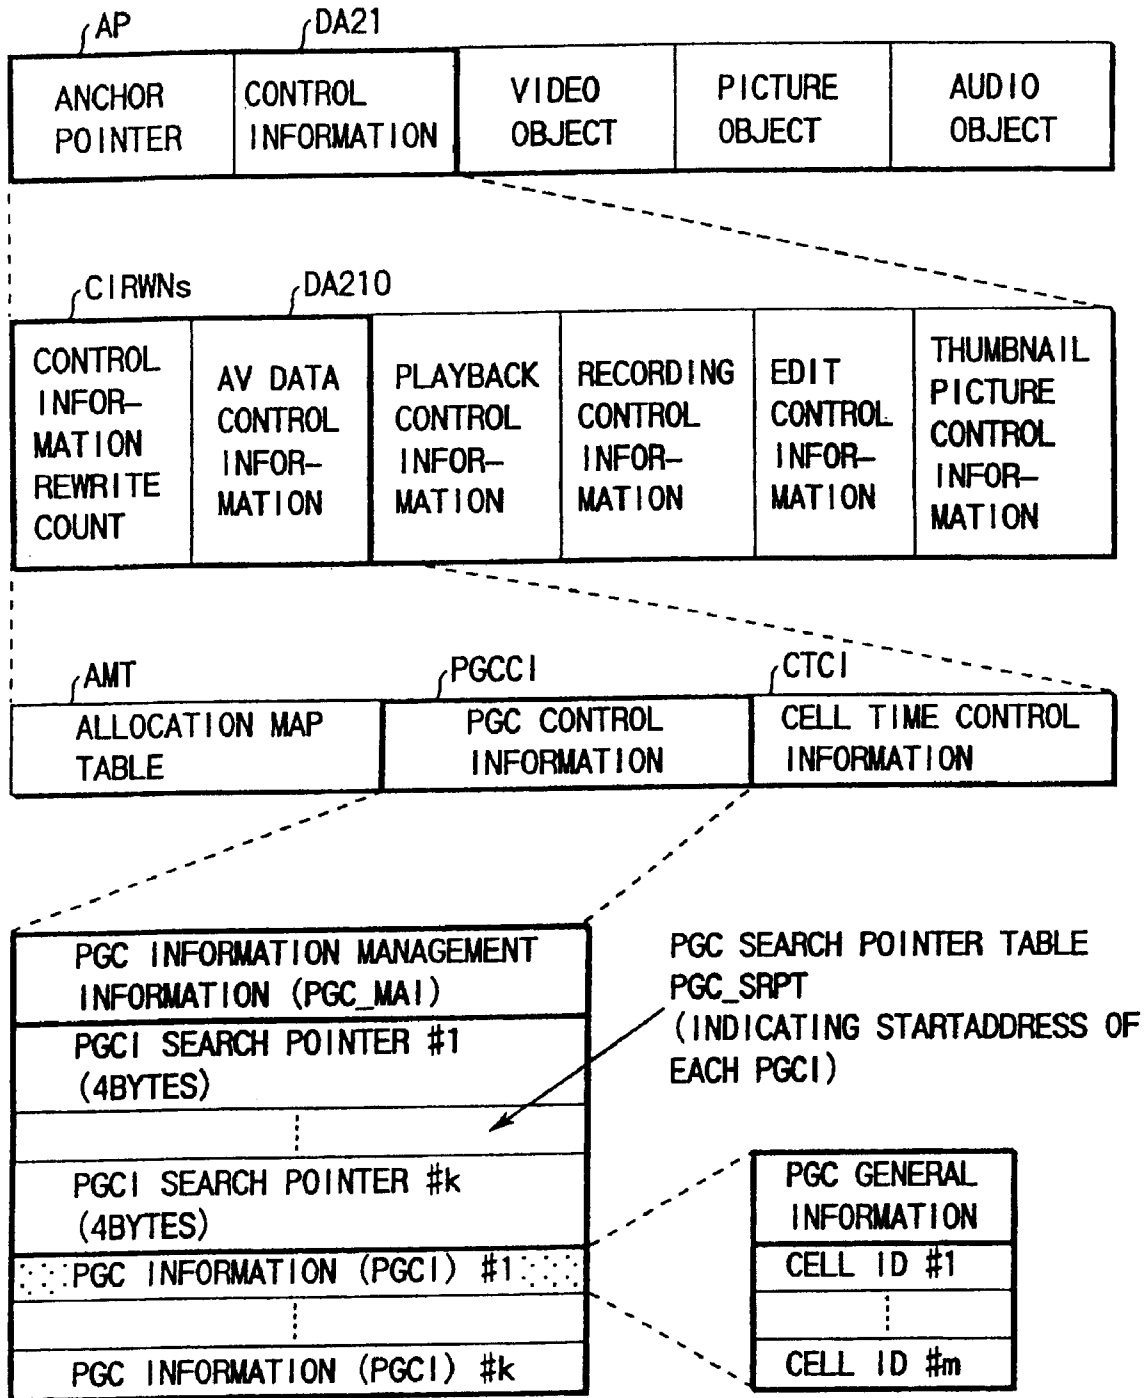 AP
DA21
ANCHOR
POINTER
CONTROL
INFORMATION
VIDEO
OBJECT
PICTURE
OBJECT
AUDIO
OBJECT
CIRWNs
DA210
CONTROL
INFOR-
MATION
REWRITE
COUNT
AV DATA
CONTROL
INFOR-
MATION
PLAYBACK
CONTROL
INFOR-
MATION
RECORDING
CONTROL
INFOR-
MATION
EDIT
CONTROL
INFOR-
MATION
THUMBNAIL
PICTURE
CONTROL
INFOR-
MATION
AMT
PGCCI
CTCI
ALLOCATION MAP
TABLE
PGC CONTROL
INFORMATION
CELL TIME CONTROL
INFORMATION
PGC INFORMATION MANAGEMENT
INFORMATION (PGC_MAI)
PGCI SEARCH POINTER #1
(4BYTES)
PGCI SEARCH POINTER #k
(4BYTES)
PGC INFORMATION (PGCI) #1
PGC INFORMATION (PGCI) #k
PGC SEARCH POINTER TABLE
PGC_SRPT
(INDICATING STARTADDRESS OF
EACH PGCI)
PGC GENERAL
INFORMATION
CELL ID #1
CELL ID #m